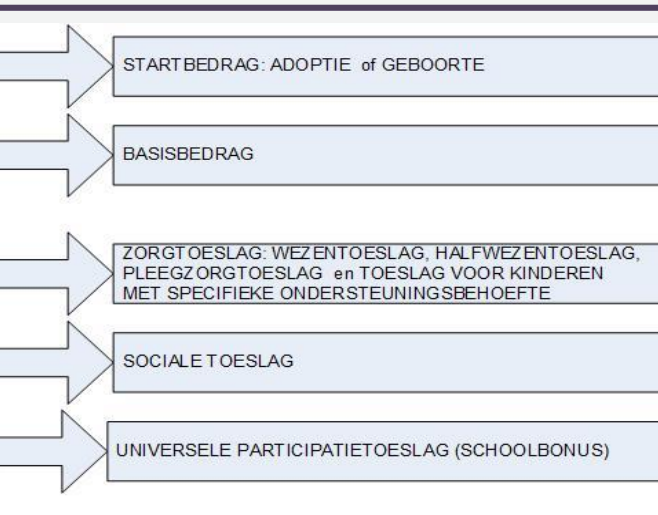 STARTBEDRAG: ADOPTIE of GEBOORTE
BASISBEDRAG
ZORGTOESLAG: WEZENTOESLAG, HALFWEZENTOESLAG,
PLEEGZORGTOESLAG en TOESLAG VOOR KINDEREN
MET SPECIFIEKE ONDERSTEUNINGSBEHOEFTE
SOCIALE TOESLAG
UNIVERSELE PARTICIPATIETOESLAG (SCHOOLBONUS)